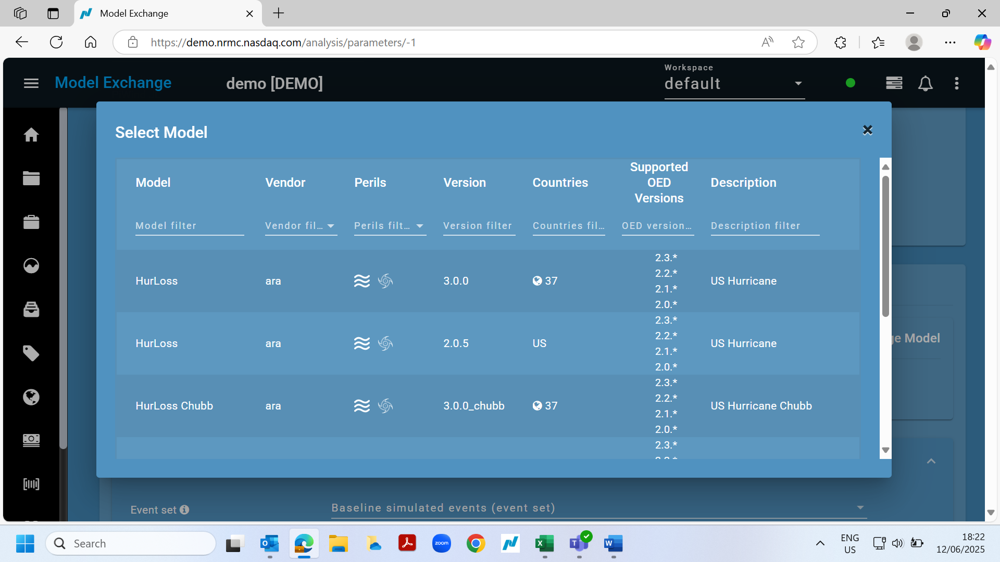 Model Exchange
https://demo.nrmc.nasdaq.com/analysis/parameters/-1
Model Exchange
demo [DEMO]
Workspace
default
Select Model
Model
Vendor
Perils
Version
Countries
Supported
OED
Versions
Description
Model filter
Vendor fil...
Perils filt...
Version filter
Countries fil...
OED version...
Description filter
HurLoss
ara
3.0.0
37
2.3.*
2.2.*
2.1.*
2.0.*
US Hurricane
HurLoss
ara
2.0.5
US
2.3.*
2.2.*
2.1.*
2.0.*
US Hurricane
HurLoss Chubb
ara
3.0.0_chubb
37
2.3.*
2.2.*
2.1.*
2.0.*
US Hurricane Chubb
2.3.*
ge Model
Event set
Baseline simulated events (event set)
Search
zoom
ENG
US
18:22
12/06/2025